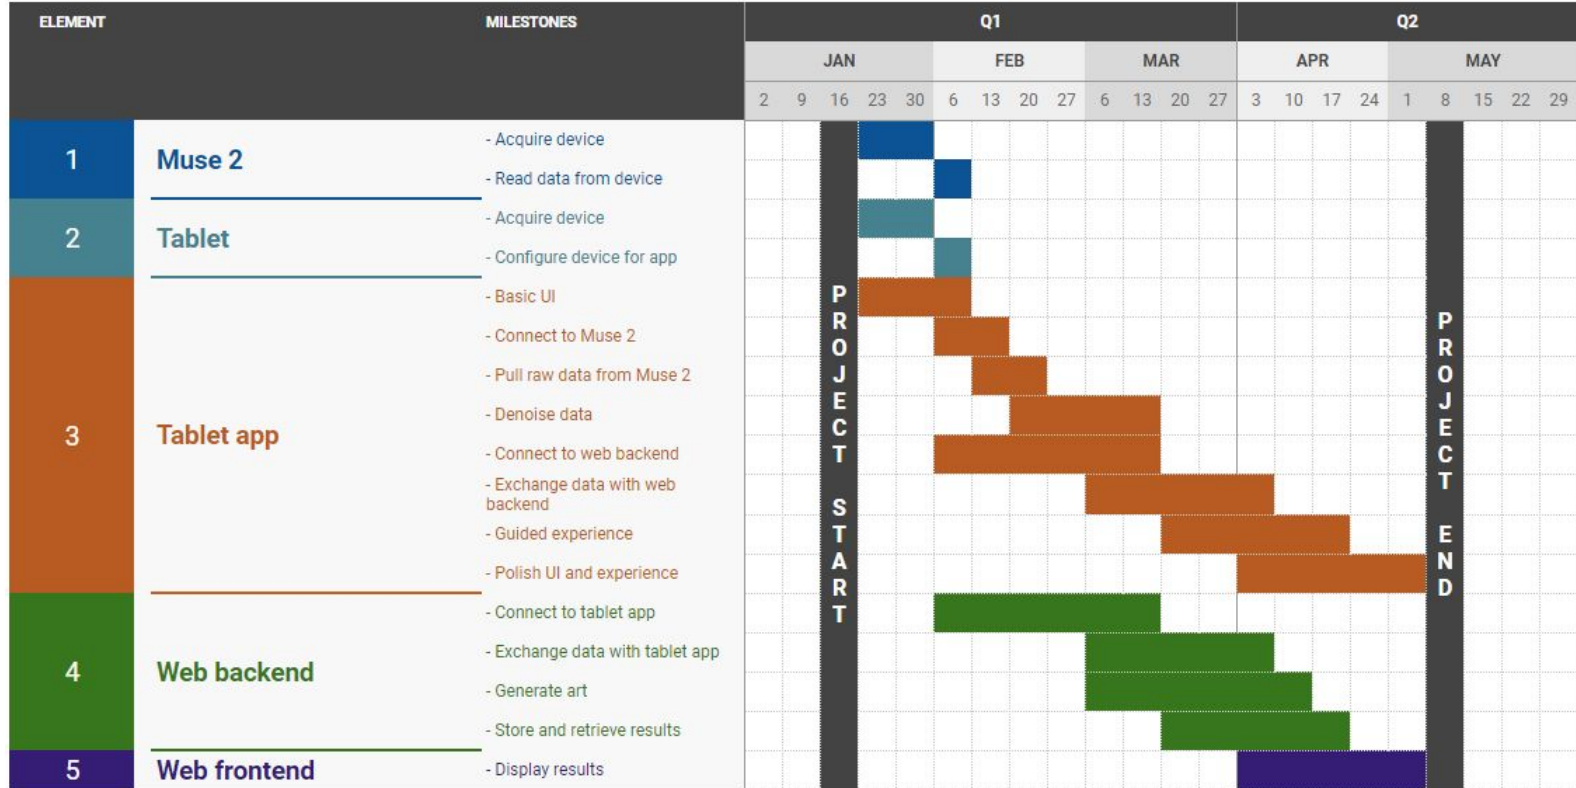 ELEMENT MILESTONES Q1 Q2
JAN FEB MAR APR MAY
2 9 16 23 30 6 13 20 27 6 13 20 27 3 10 17 24 1 8 15 22 29
1 Muse 2
- Acquire device
- Read data from device
2 Tablet
- Acquire device
- Configure device for app
3 Tablet app
- Basic UI
- Connect to Muse 2
- Pull raw data from Muse 2
- Denoise data
- Connect to web backend
- Exchange data with web
backend
- Guided experience
- Polish UI and experience
4 Web backend
- Connect to tablet app
- Exchange data with tablet app
- Generate art
- Store and retrieve results
5 Web frontend
- Display results
PROJECT START
PROJECT END